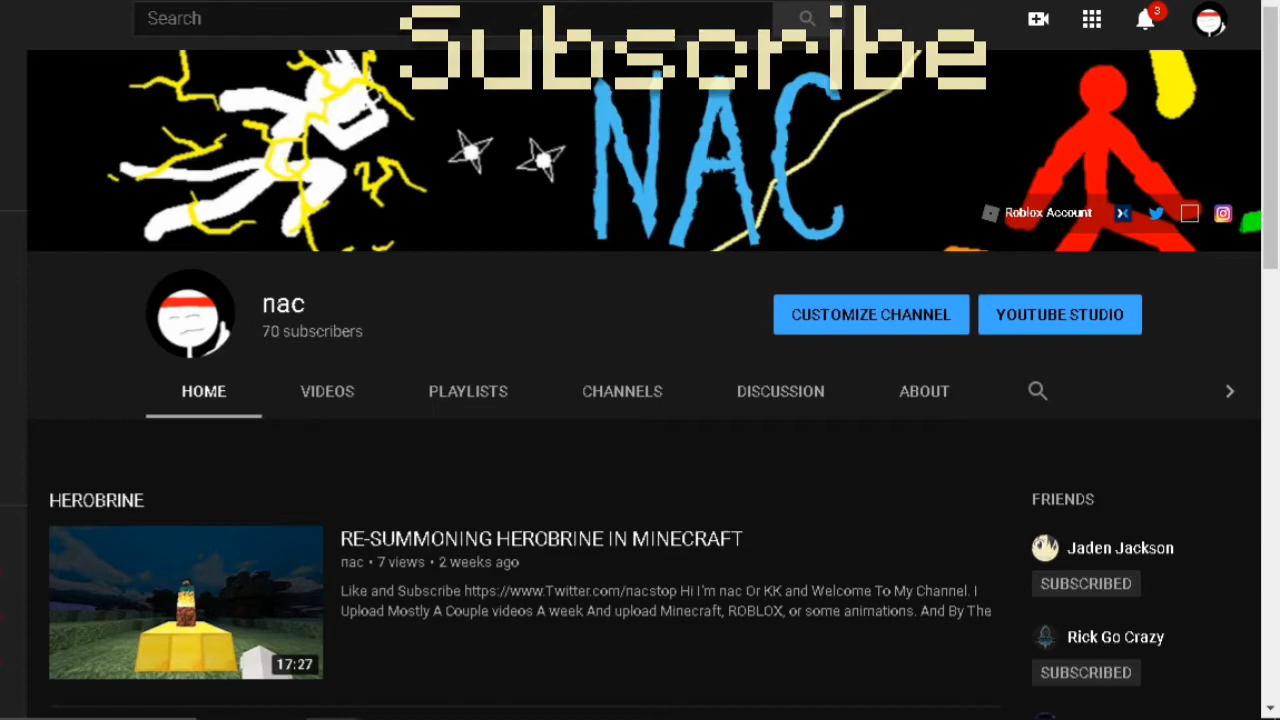 Search
Subscribe
3
NAC
Roblox Account
nac
70 subscribers
CUSTOMIZE CHANNEL
YOUTUBE STUDIO
HOME
VIDEOS
PLAYLISTS
CHANNELS
DISCUSSION
ABOUT
HEROBRINE
RE-SUMMONING HEROBRINE IN MINECRAFT
nac • 7 views • 2 weeks ago
Like and Subscribe https://www.Twitter.com/nacstop Hi I'm nac Or KK and Welcome To My Channel. I
Upload Mostly A Couple videos A week And upload Minecraft, ROBLOX, or some animations. And By The
17:27
FRIENDS
Jaden Jackson
SUBSCRIBED
Rick Go Crazy
SUBSCRIBED